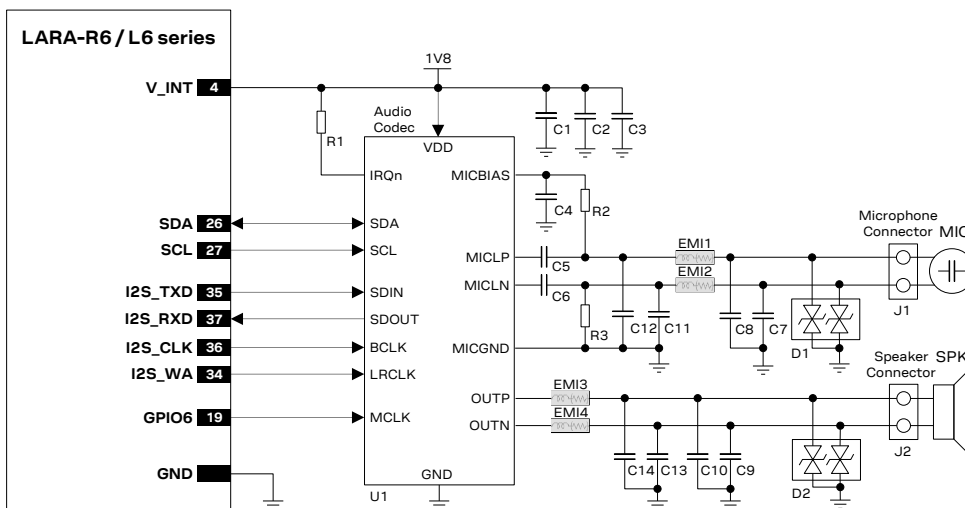 LARA-R6 / L6 series
1V8
V_INT 4
Audio
Codec
C1 C2 C3
R1
VDD
IRQn MICBIAS
C4 R2
Microphone
Connector MIC
SDA 26 SDA
SCL 27 SCL
EMI1
MICLP
C5
EMI2
MICLN
C6
I2S_TXD 35 SDIN
J1
I2S_RXD 37 SDOUT
R3 C12 C11 C8 C7
D1
I2S_CLK 36 BCLK MICGND
Speaker
Connector SPK
I2S_WA 34 LRCLK
EMI3
OUTP
GPIO6 19 MCLK
EMI4
OUTN
J2
C14 C13 C10 C9
GND GND
D2
U1